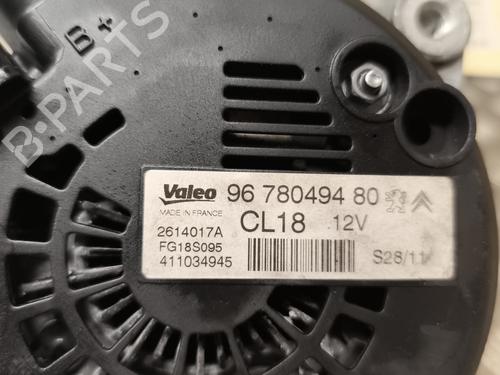 B+
B-PARTS
Valeo 96 780494 80
MADE IN FRANCE
2614017A CL18 12V
FG18S095
411034945 S28/11